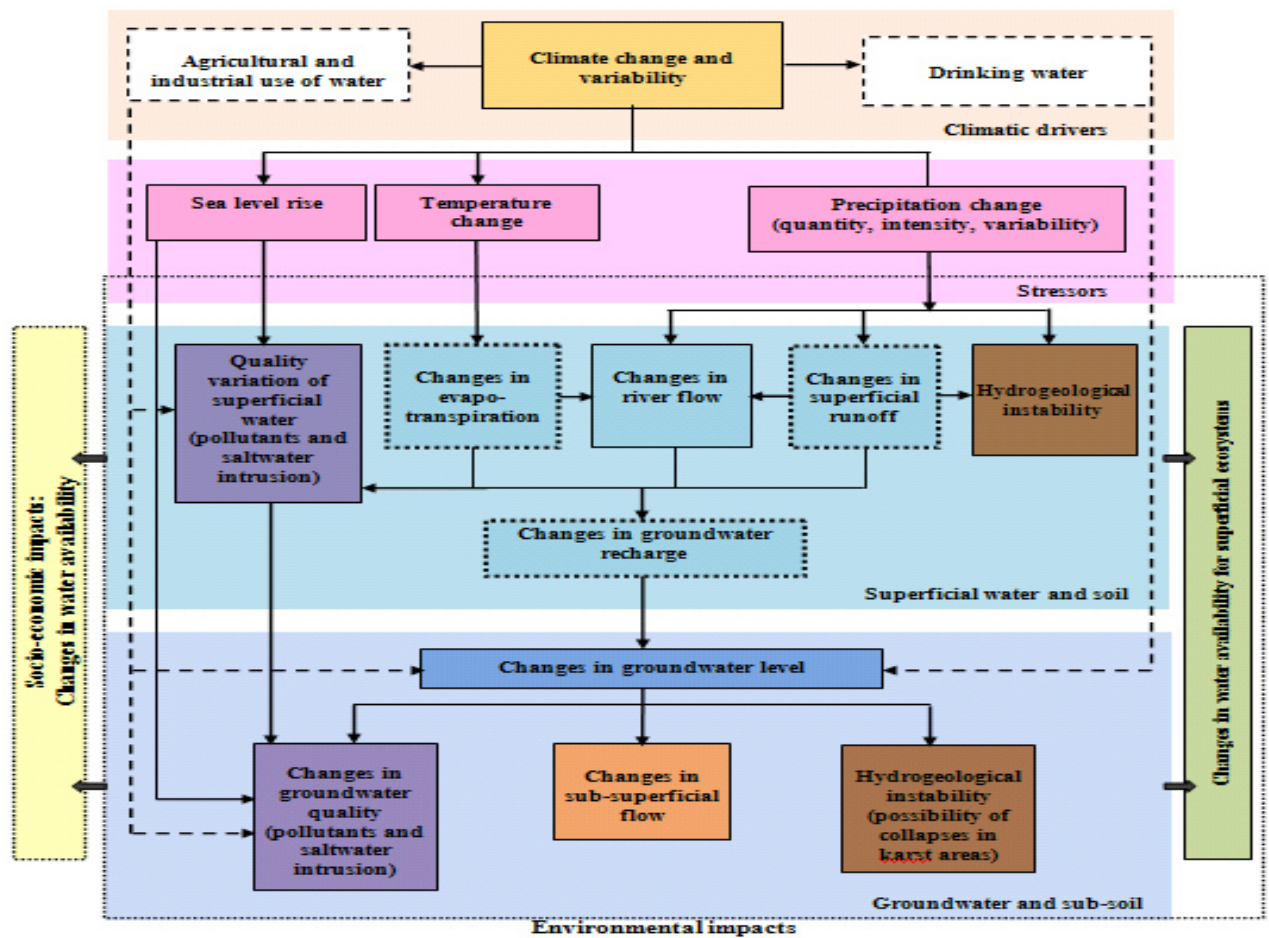 Agricultural and
industrial use of water
Climate change and
variability
Drinking water
Climatic drivers
Sea level rise
Temperature
change
Precipitation change
(quantity, intensity, variability)
Stressors
Quality
variation of
superficial
water
(pollutants and
saltwater
intrusion)
Changes in
evapo-
transpiration
Changes in
river flow
Changes in
superficial
runoff
Hydrogeological
instability
Changes in groundwater
recharge
Superficial water and soil
Socio-economic impacts:
Changes in water availability
Changes in water availability for superficial ecosystems
Changes in groundwater level
Changes in
groundwater
quality
(pollutants and
saltwater
intrusion)
Changes in
sub-superficial
flow
Hydrogeological
instability
(possibility of
collapses in
karst areas)
Groundwater and sub-soil
Environmental impacts